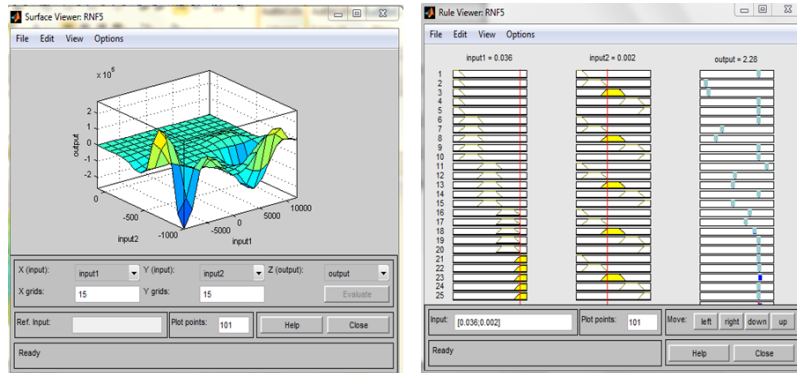 Surface Viewer: RNF5
File Edit View Options
x 10^5
2
1
0
-1
-2
output
0
-500
-1000
input2
-5000
0
5000
10000
input1
X (input): input1 Y (input): input2 Z (output): output
X grids: 15 Y grids: 15 Evaluate
Ref. Input: Plot points: 101 Help Close
Ready
Rule Viewer: RNF5
File Edit View Options
input1 = 0.036 input2 = 0.002 output = 2.28
1
2
3
4
5
6
7
8
9
10
11
12
13
14
15
16
17
18
19
20
21
22
23
24
25
Input: [0.036;0.002] Plot points: 101 Move: left right down up
Ready Help Close